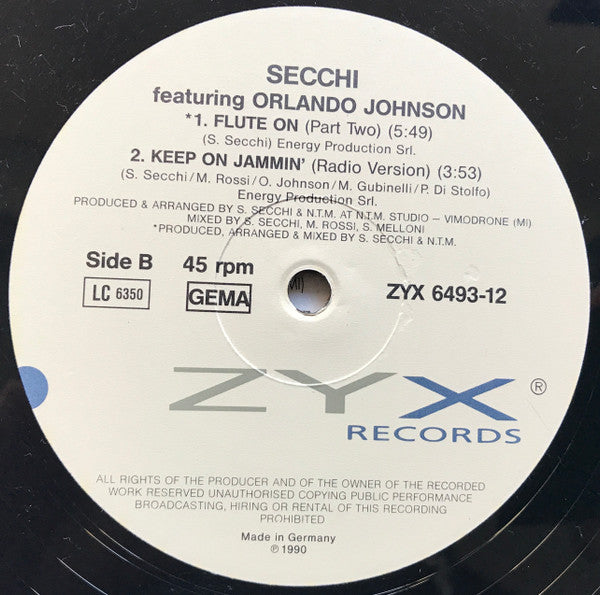 SECCHI
featuring ORLANDO JOHNSON
*1. FLUTE ON (Part Two) (5:49)
(S. Secchi) Energy Production Srl.
2. KEEP ON JAMMIN' (Radio Version) (3:53)
(S. Secchi/M. Rossi/O. Johnson/M. Gubinelli/P. Di Stolfo)
Energy Production Srl.
PRODUCED & ARRANGED BY S. SECCHI & N.T.M. AT N.T.M. STUDIO – VIMODRONE (MI)
MIXED BY S. SECCHI, M. ROSSI, S. MELLONI
*PRODUCED, ARRANGED & MIXED BY S. SECCHI & N.T.M.
Side B 45 rpm
LC 6350 GEMA ZYX 6493-12
ZYX ®
RECORDS
ALL RIGHTS OF THE PRODUCER AND OF THE OWNER OF THE RECORDED
WORK RESERVED UNAUTHORISED COPYING PUBLIC PERFORMANCE
BROADCASTING, HIRING OR RENTAL OF THIS RECORDING
PROHIBITED
Made in Germany
℗ 1990